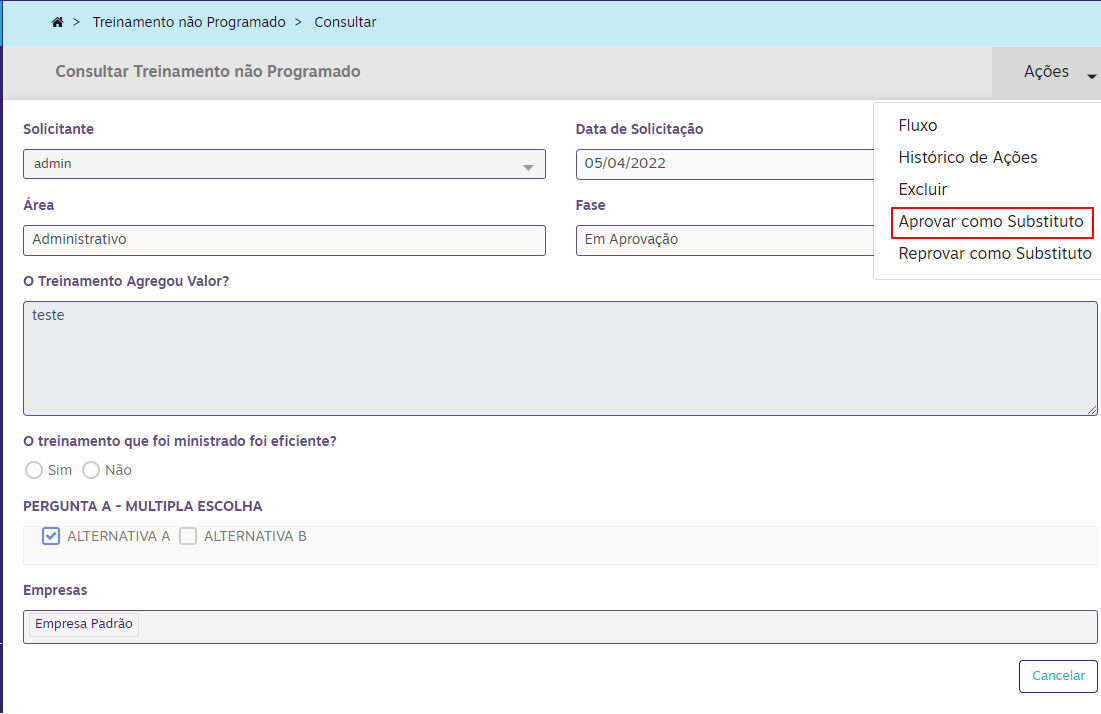 > Treinamento não Programado > Consultar
Consultar Treinamento não Programado
Ações
Fluxo
Histórico de Ações
Excluir
Aprovar como Substituto
Reprovar como Substituto
Solicitante
admin
Data de Solicitação
05/04/2022
Área
Administrativo
Fase
Em Aprovação
O Treinamento Agregou Valor?
teste
O treinamento que foi ministrado foi eficiente?
Sim Não
PERGUNTA A - MULTIPLA ESCOLHA
ALTERNATIVA A ALTERNATIVA B
Empresas
Empresa Padrão
Cancelar